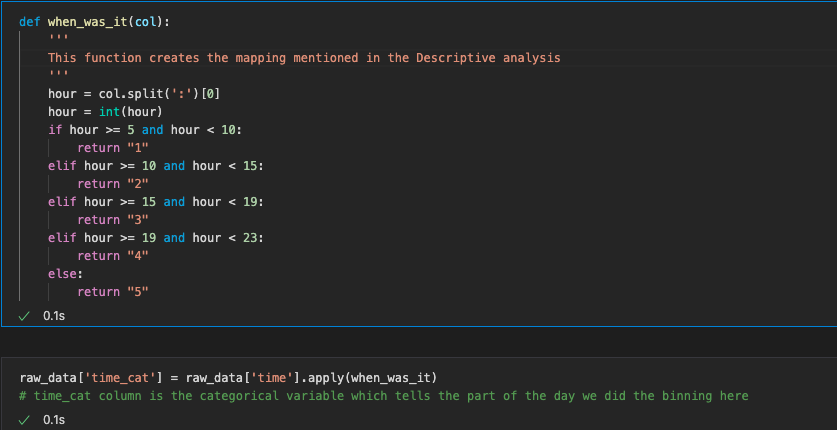 def when_was_it(col):
'''
This function creates the mapping mentioned in the Descriptive analysis
'''
hour = col.split(':')[0]
hour = int(hour)
if hour >= 5 and hour < 10:
return "1"
elif hour >= 10 and hour < 15:
return "2"
elif hour >= 15 and hour < 19:
return "3"
elif hour >= 19 and hour < 23:
return "4"
else:
return "5"
0.1s
raw_data['time_cat'] = raw_data['time'].apply(when_was_it)
# time_cat column is the categorical variable which tells the part of the day we did the binning here
0.1s